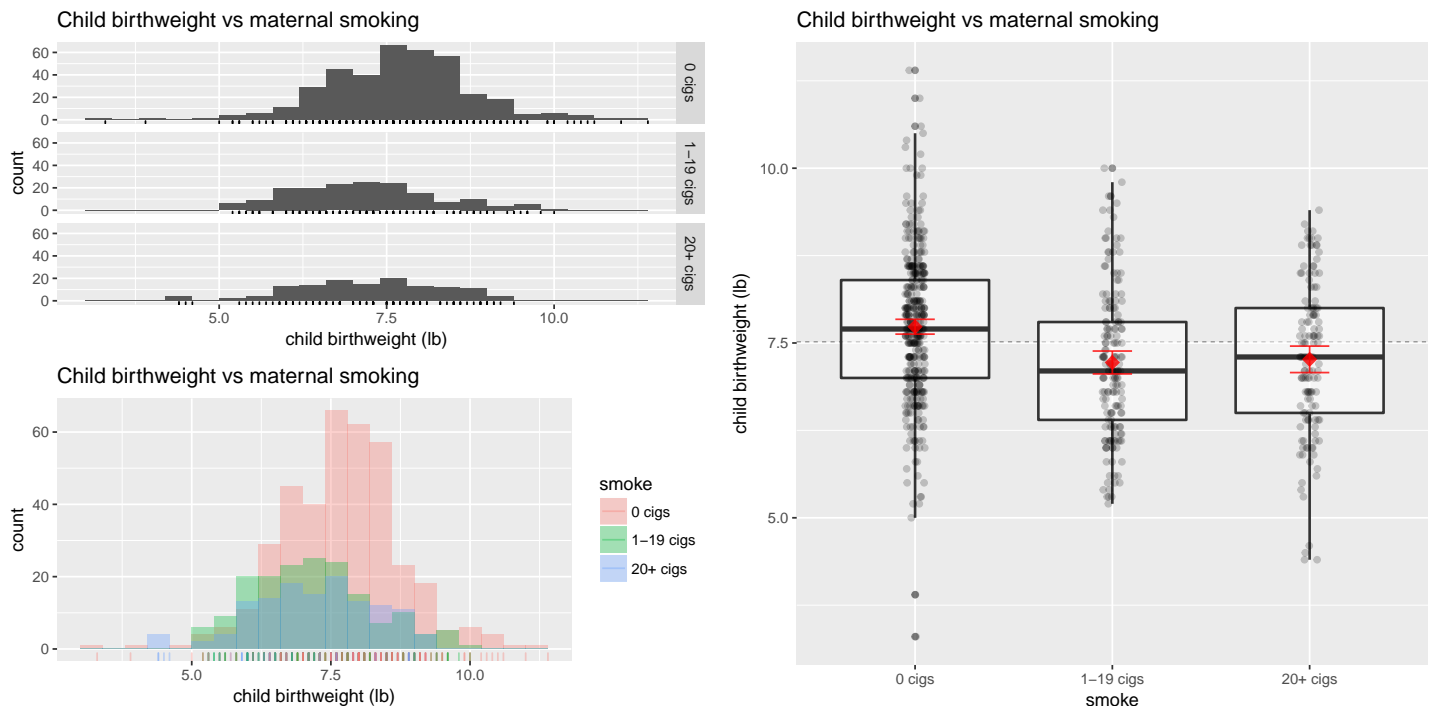 Child birthweight vs maternal smoking
60
40
20
0
0 cigs
60
40
20
0
1−19 cigs
60
40
20
0
20+ cigs
count
5.0 7.5 10.0
child birthweight (lb)
Child birthweight vs maternal smoking
60
40
20
0
count
5.0 7.5 10.0
child birthweight (lb)
smoke
0 cigs
1−19 cigs
20+ cigs
Child birthweight vs maternal smoking
10.0
7.5
5.0
child birthweight (lb)
0 cigs 1−19 cigs 20+ cigs
smoke